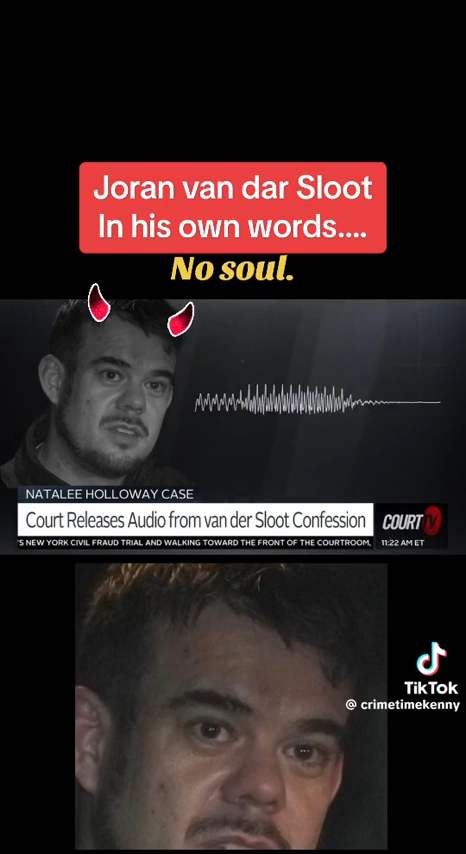 Joran van dar Sloot
In his own words....
No soul.
NATALEE HOLLOWAY CASE
Court Releases Audio from van der Sloot Confession
COURT TV
'S NEW YORK CIVIL FRAUD TRIAL AND WALKING TOWARD THE FRONT OF THE COURTROOM,
11:22 AM ET
TikTok
@ crimetimekenny